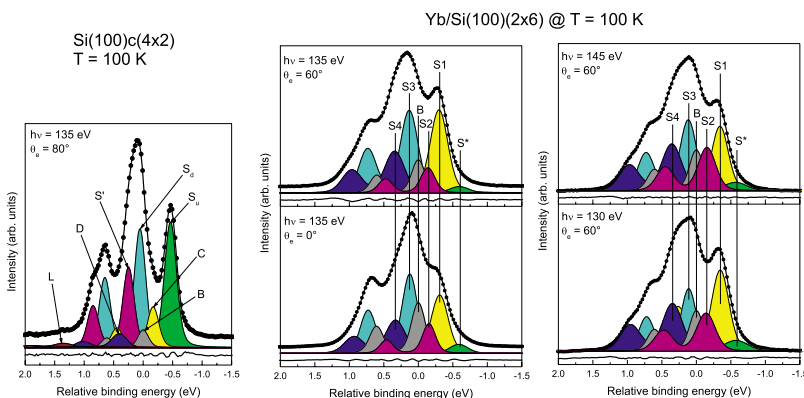 Yb/Si(100)(2x6) @ T = 100 K
Si(100)c(4x2)
T = 100 K
hν = 135 eV
θe = 80°
S'
Sd
Su
D
C
L
B
Intensity (arb. units)
2.0 1.5 1.0 0.5 0.0 -0.5 -1.0 -1.5
Relative binding energy (eV)
hν = 135 eV
θe = 60°
S1
S3
B
S4
S2
S*
hν = 135 eV
θe = 0°
Intensity (arb. units)
2.0 1.5 1.0 0.5 0.0 -0.5 -1.0 -1.5
Relative binding energy (eV)
hν = 145 eV
θe = 60°
S1
S3
B
S4
S2
S*
hν = 130 eV
θe = 60°
Intensity (arb. units)
2.0 1.5 1.0 0.5 0.0 -0.5 -1.0 -1.5
Relative binding energy (eV)